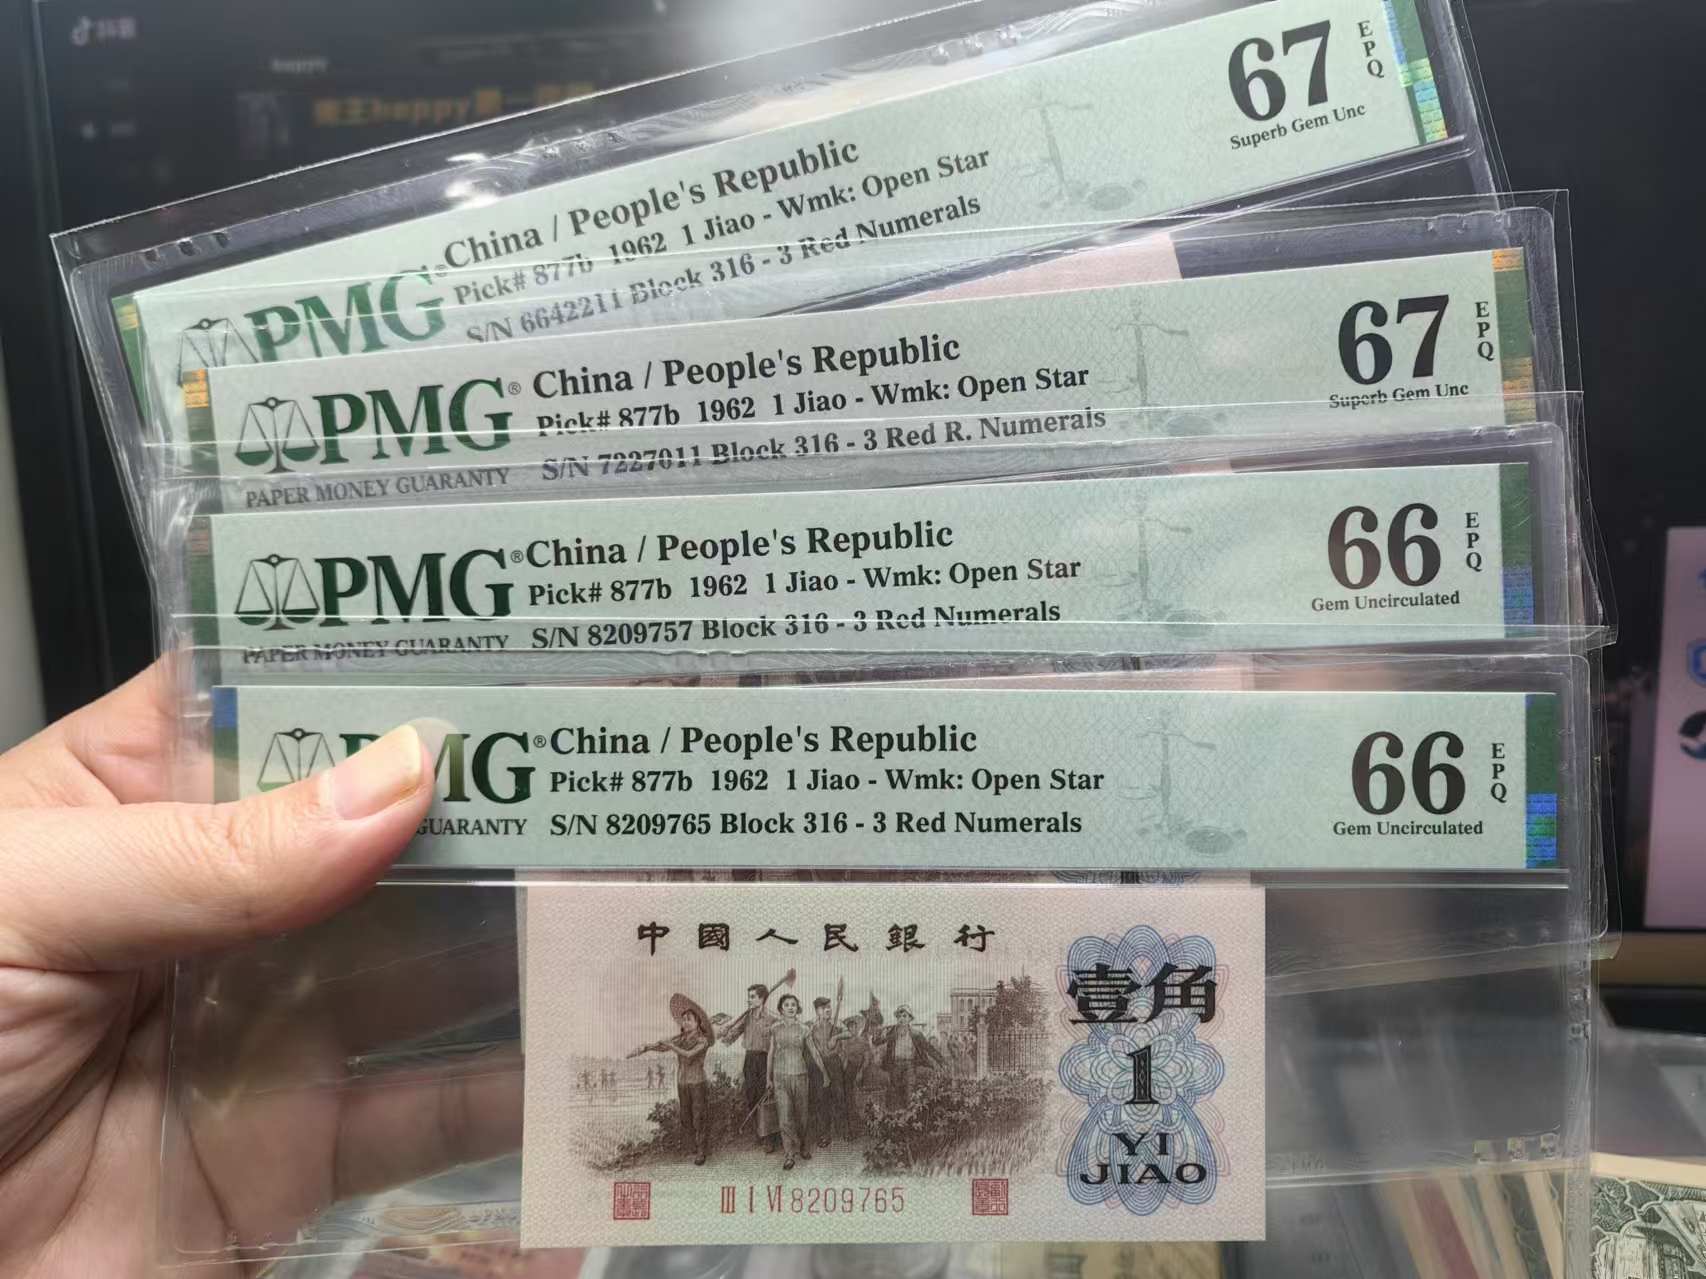 抖音
happy
67
EPQ
Superb Gem Unc
PMG
China / People's Republic
Pick# 877b 1962 1 Jiao - Wmk: Open Star
S/N 6642211 Block 316 - 3 Red Numerals
67
EPQ
Superb Gem Unc
PMG®
PAPER MONEY GUARANTY
China / People's Republic
Pick# 877b 1962 1 Jiao - Wmk: Open Star
S/N 7227011 Block 316 - 3 Red R. Numerals
66
EPQ
Gem Uncirculated
PMG®
PAPER MONEY GUARANTY
China / People's Republic
Pick# 877b 1962 1 Jiao - Wmk: Open Star
S/N 8209757 Block 316 - 3 Red Numerals
66
EPQ
Gem Uncirculated
MG®
GUARANTY
China / People's Republic
Pick# 877b 1962 1 Jiao - Wmk: Open Star
S/N 8209765 Block 316 - 3 Red Numerals
中國人民銀行
壹角
1
YI
JIAO
III I VI 8209765